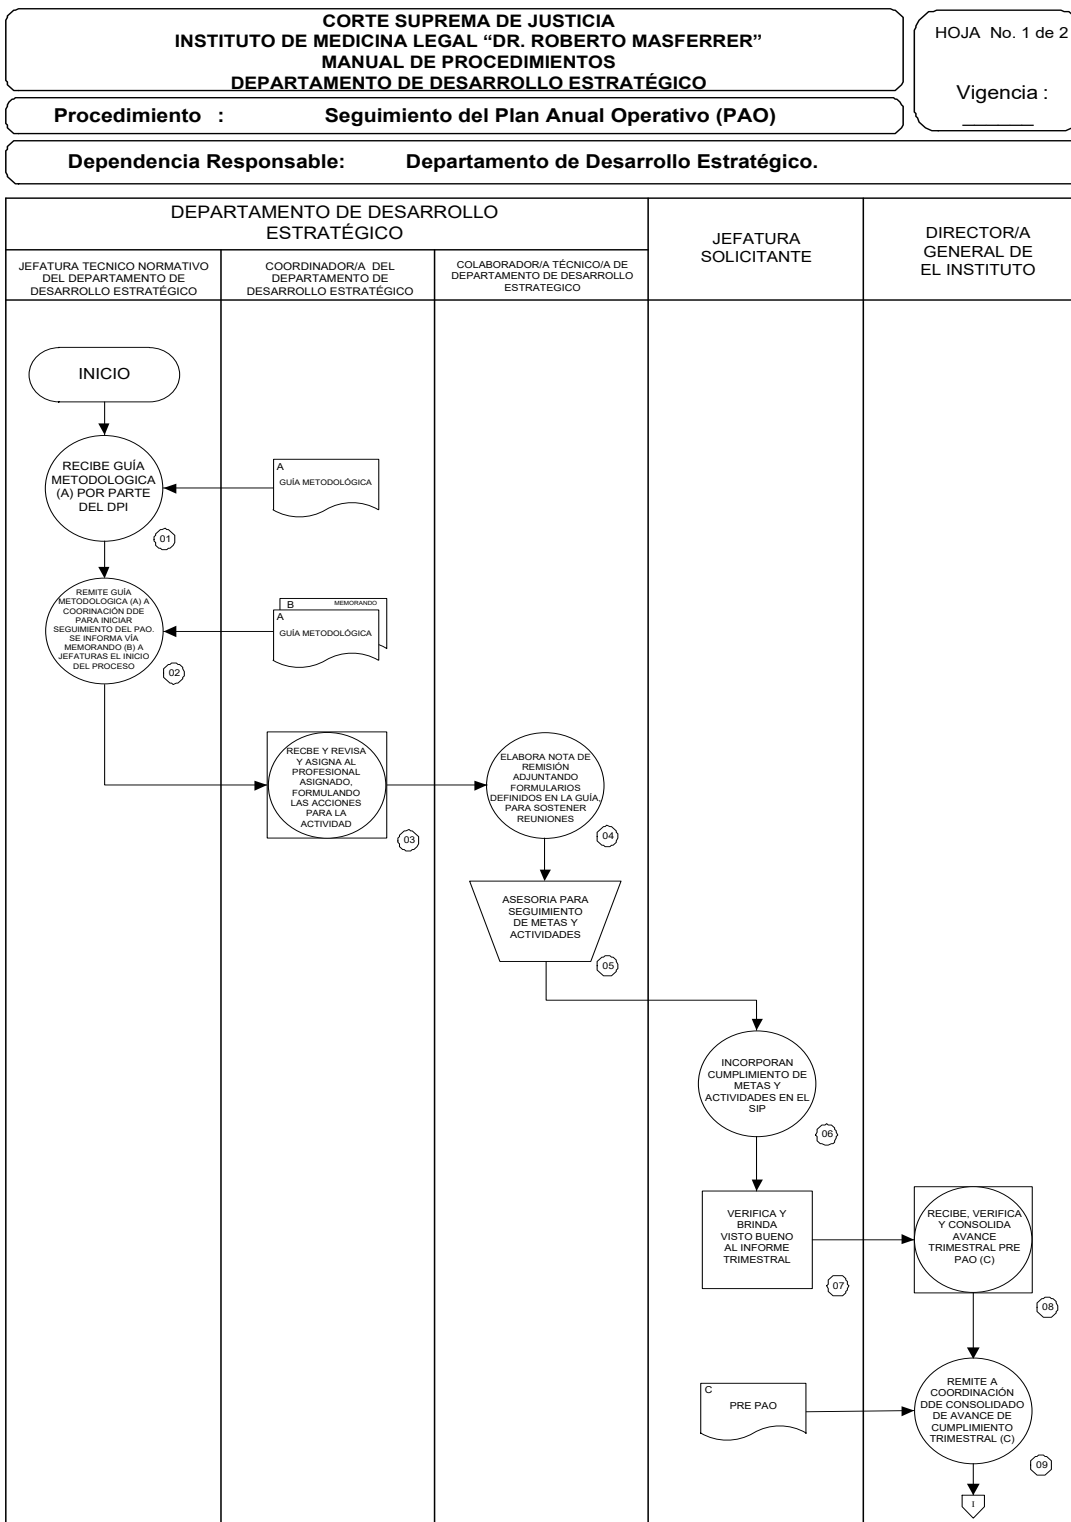 CORTE SUPREMA DE JUSTICIA
INSTITUTO DE MEDICINA LEGAL “DR. ROBERTO MASFERRER”
MANUAL DE PROCEDIMIENTOS
DEPARTAMENTO DE DESARROLLO ESTRATÉGICO
HOJA No. 1 de 2
Vigencia :
Procedimiento : Seguimiento del Plan Anual Operativo (PAO)
Dependencia Responsable: Departamento de Desarrollo Estratégico.
DEPARTAMENTO DE DESARROLLO
ESTRATÉGICO
JEFATURA TECNICO NORMATIVO
DEL DEPARTAMENTO DE
DESARROLLO ESTRATÉGICO
COORDINADOR/A DEL
DEPARTAMENTO DE
DESARROLLO ESTRATÉGICO
COLABORADOR/A TÉCNICO/A DE
DEPARTAMENTO DE DESARROLLO
ESTRATEGICO
JEFATURA
SOLICITANTE
DIRECTOR/A
GENERAL DE
EL INSTITUTO
INICIO
RECIBE GUÍA
METODOLOGICA
(A) POR PARTE
DEL DPI
01
A
GUÍA METODOLÓGICA
REMITE GUÍA
METODOLOGICA (A) A
COORINACIÓN DDE
PARA INICIAR
SEGUIMIENTO DEL PAO.
SE INFORMA VÍA
MEMORANDO (B) A
JEFATURAS EL INICIO
DEL PROCESO
02
B MEMORANDO
A
GUÍA METODOLÓGICA
RECBE Y REVISA
Y ASIGNA AL
PROFESIONAL
ASIGNADO,
FORMULANDO
LAS ACCIONES
PARA LA
ACTIVIDAD
03
ELABORA NOTA DE
REMISIÓN
ADJUNTANDO
FORMULARIOS
DEFINIDOS EN LA GUÍA,
PARA SOSTENER
REUNIONES
04
ASESORIA PARA
SEGUIMIENTO
DE METAS Y
ACTIVIDADES
05
INCORPORAN
CUMPLIMIENTO DE
METAS Y
ACTIVIDADES EN EL
SIP
06
VERIFICA Y
BRINDA
VISTO BUENO
AL INFORME
TRIMESTRAL
07
RECIBE, VERIFICA
Y CONSOLIDA
AVANCE
TRIMESTRAL PRE
PAO (C)
08
C
PRE PAO
REMITE A
COORDINACIÓN
DDE CONSOLIDADO
DE AVANCE DE
CUMPLIMIENTO
TRIMESTRAL (C)
09
1